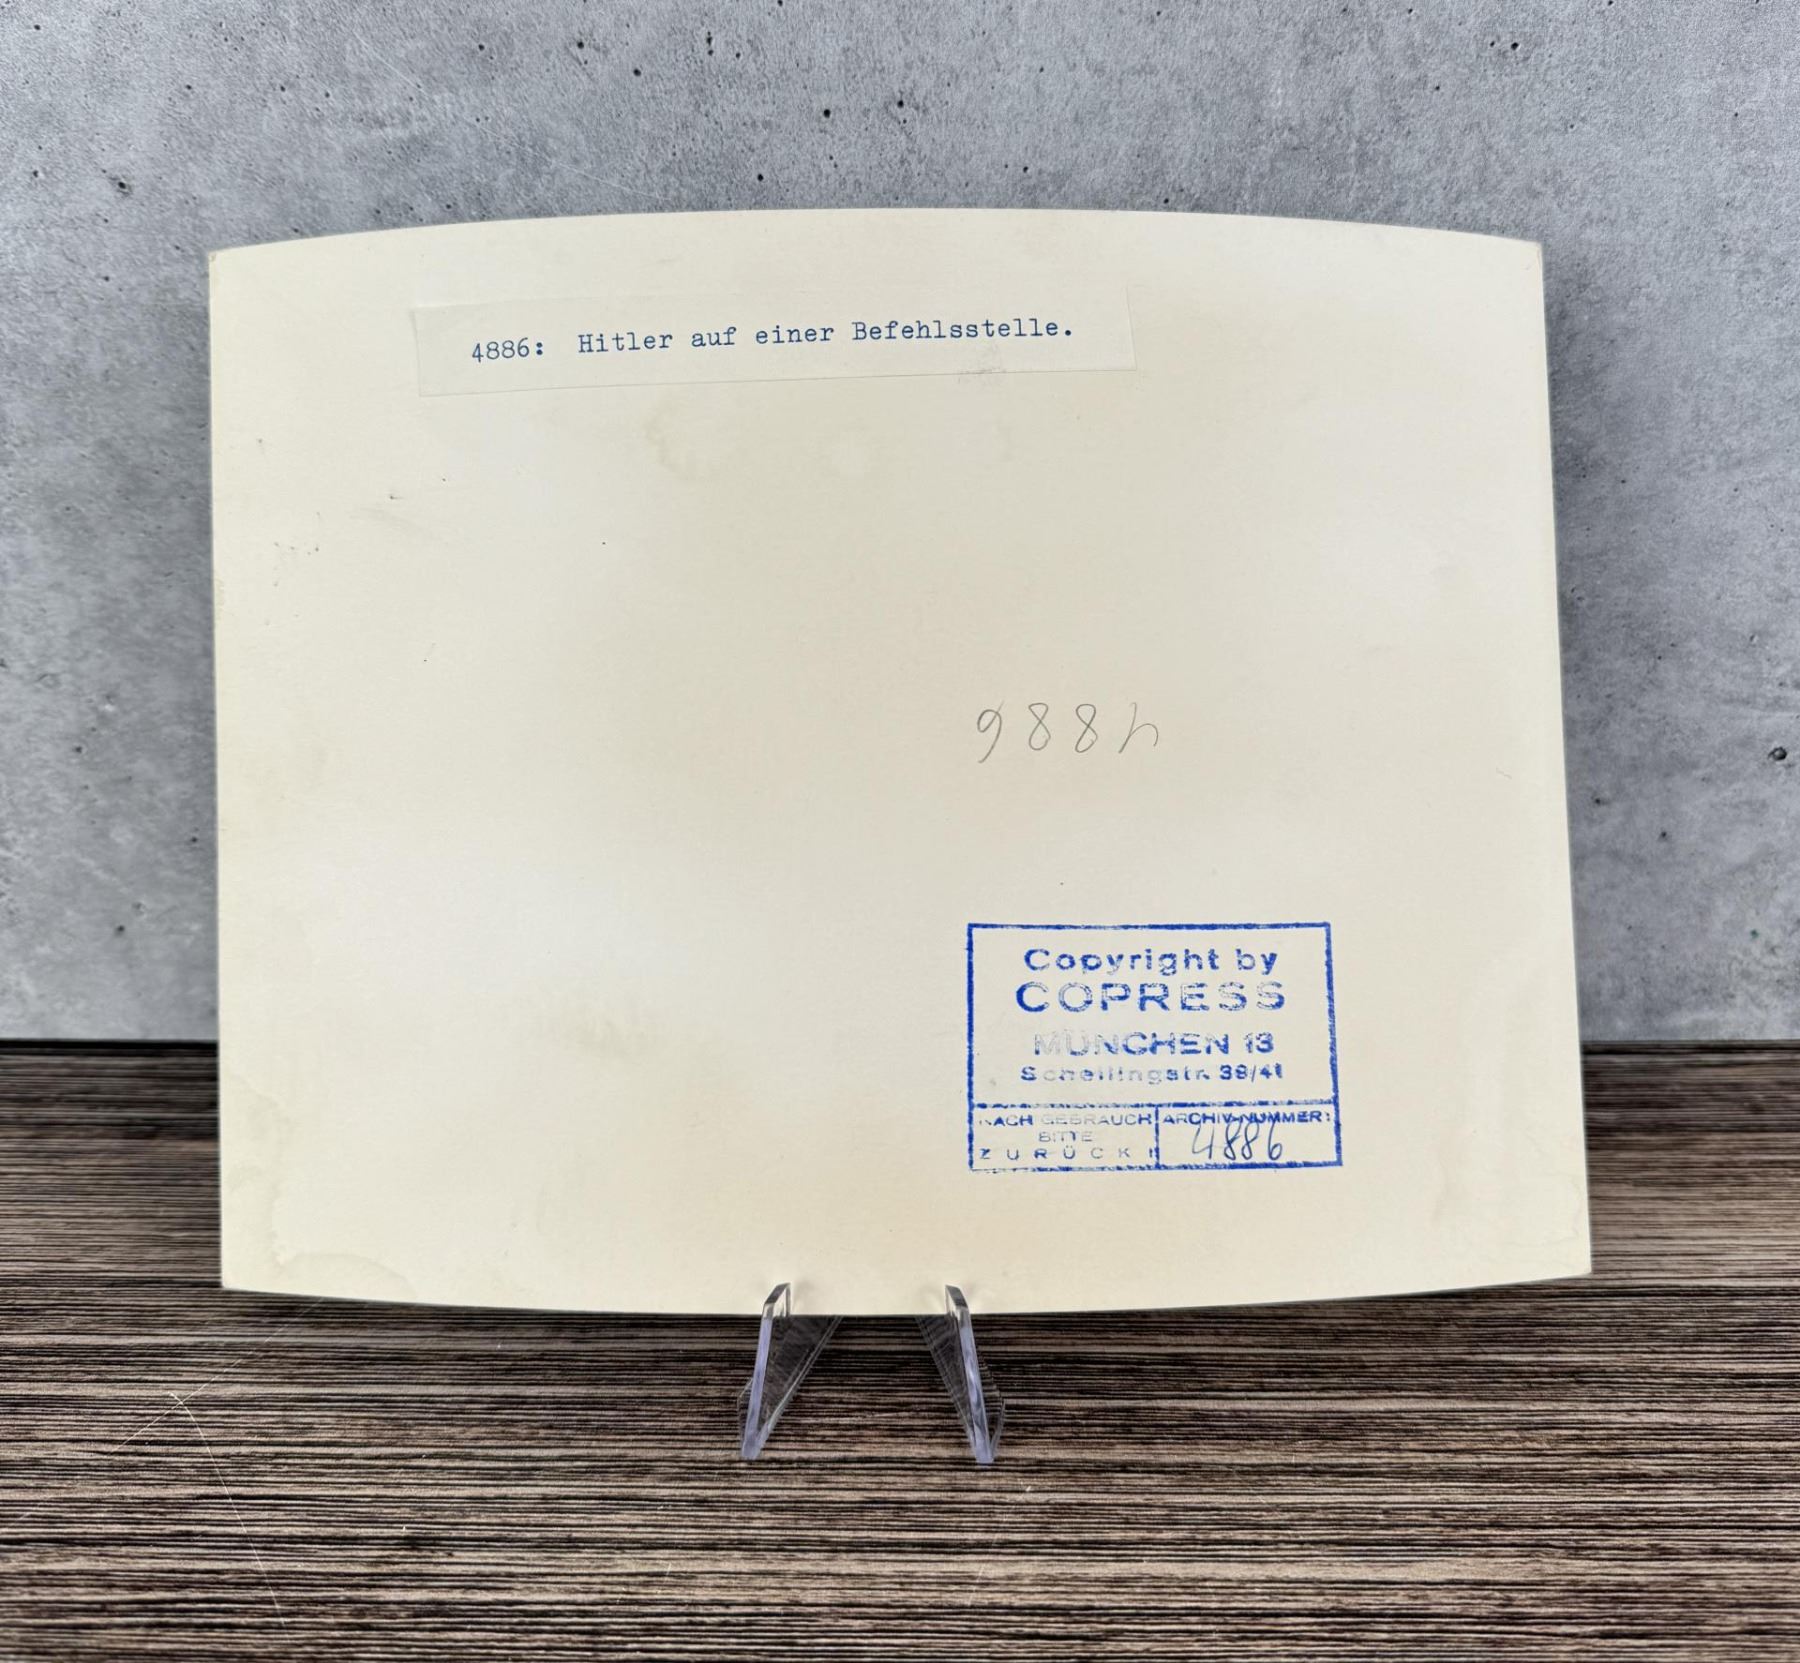 4886: Hitler auf einer Befehlsstelle.
4886
Copyright by
COPRESS
MÜNCHEN 13
Schellingstr. 39/41
NACH GEBRAUCH
BITTE
ZURÜCK!
ARCHIV-NUMMER:
4886